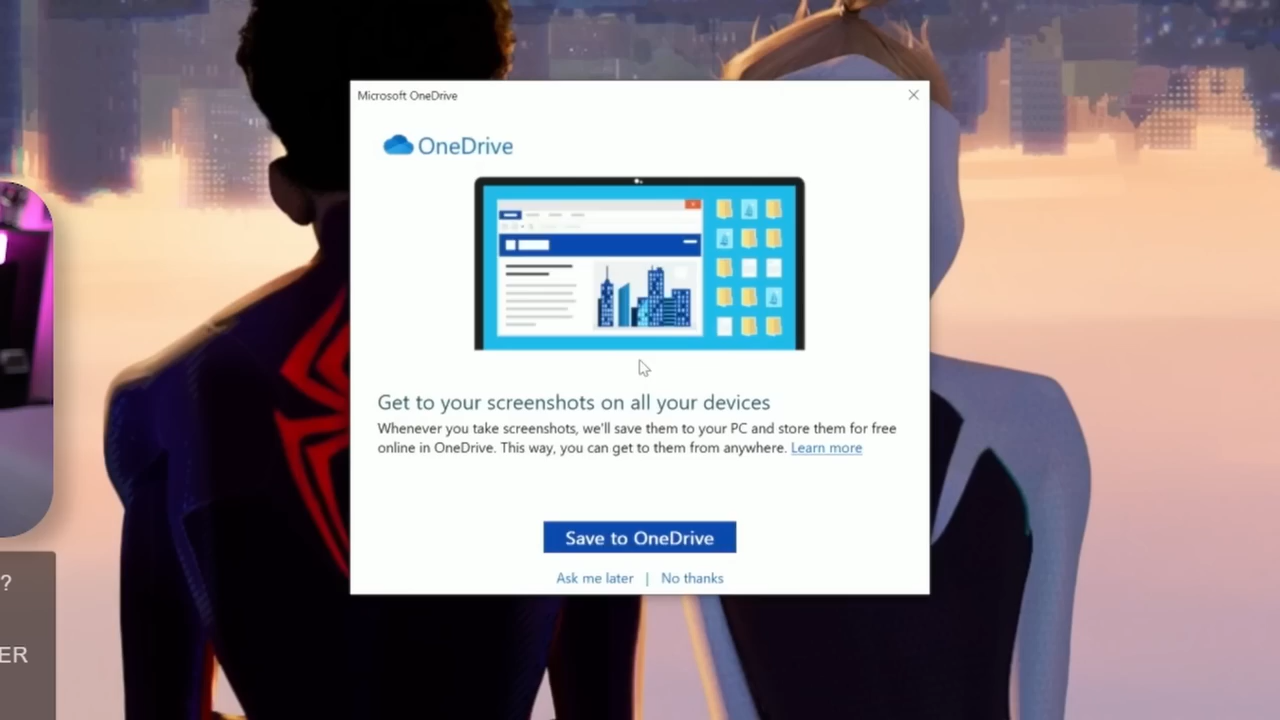 Microsoft OneDrive
OneDrive
Get to your screenshots on all your devices
Whenever you take screenshots, we'll save them to your PC and store them for free
online in OneDrive. This way, you can get to them from anywhere. Learn more
Save to OneDrive
Ask me later | No thanks
?
ER